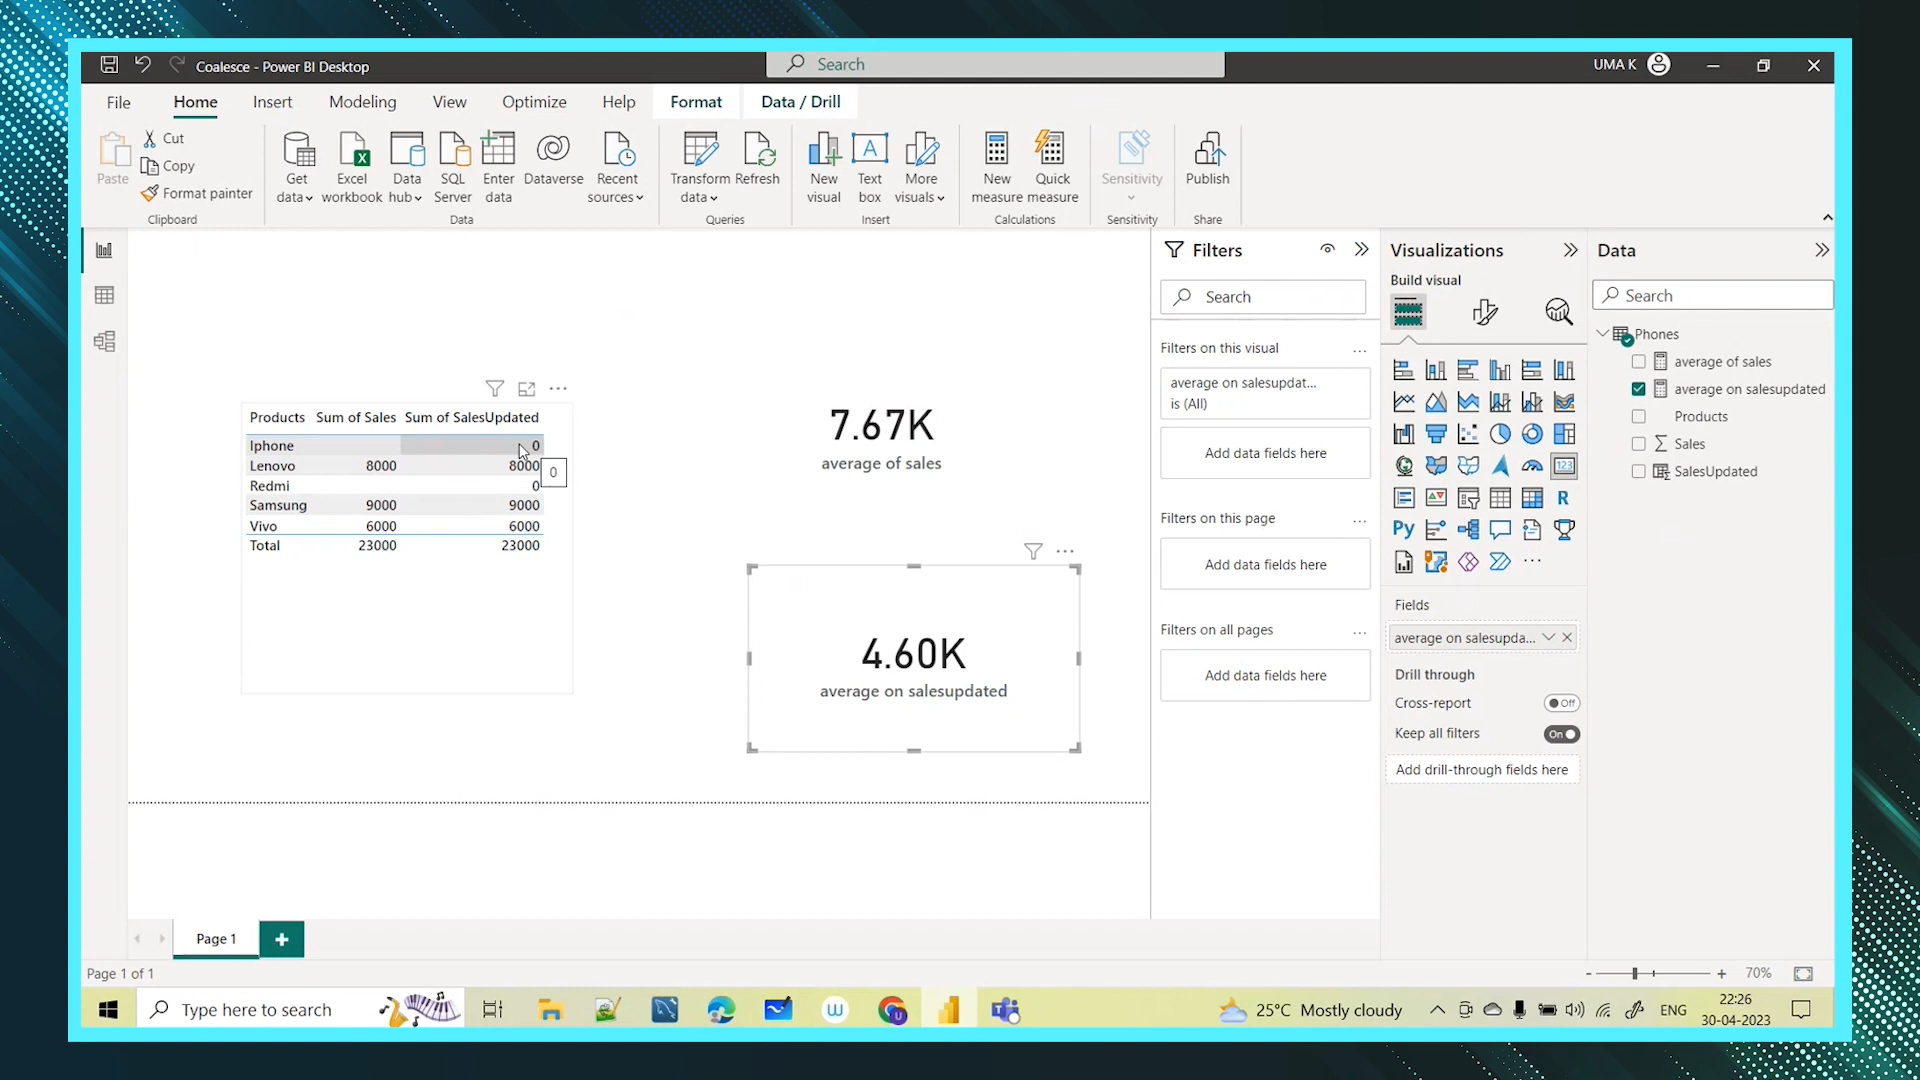 Coalesce - Power BI Desktop
Search
UMA K
File
Home
Insert
Modeling
View
Optimize
Help
Format
Data / Drill
Paste
Cut
Copy
Format painter
Clipboard
Get data
Excel workbook
Data hub
SQL Server
Enter data
Dataverse
Recent sources
Data
Transform data
Refresh
Queries
New visual
Text box
More visuals
Insert
New measure
Quick measure
Calculations
Sensitivity
Sensitivity
Publish
Share
Products Sum of Sales Sum of SalesUpdated
Iphone 0
Lenovo 8000 8000
Redmi 0
Samsung 9000 9000
Vivo 6000 6000
Total 23000 23000
0
7.67K
average of sales
4.60K
average on salesupdated
Filters
Search
Filters on this visual
average on salesupdat...
is (All)
Add data fields here
Filters on this page
Add data fields here
Filters on all pages
Add data fields here
Visualizations
Build visual
123
R
Py
Fields
average on salesupda...
Drill through
Cross-report
Off
Keep all filters
On
Add drill-through fields here
Data
Search
Phones
average of sales
average on salesupdated
Products
Sales
SalesUpdated
Page 1
Page 1 of 1
70%
Type here to search
25°C Mostly cloudy
ENG
22:26
30-04-2023